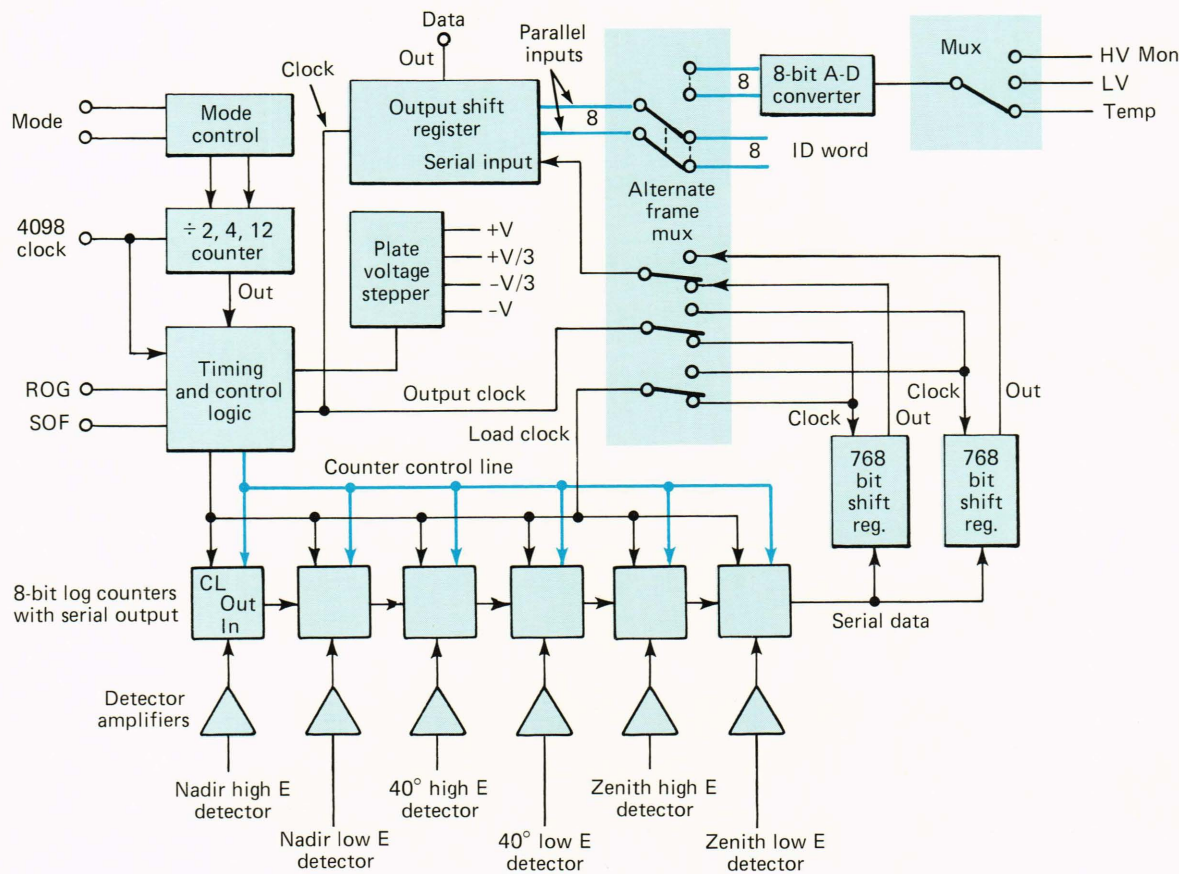 Data
Out
Parallel
inputs
Clock
Mux
HV Mon
LV
Temp
8-bit A-D
converter
8
Mode
Mode
control
Output shift
register
Serial input
8
8
ID word
Alternate
frame
mux
4098
clock
÷ 2, 4, 12
counter
Out
Plate
voltage
stepper
+V
+V/3
−V/3
−V
Timing
and control
logic
ROG
SOF
Output clock
Load clock
Counter control line
Clock
Out
Clock
Out
768
bit
shift
reg.
768
bit
shift
reg.
8-bit log counters
with serial output
CL
Out
In
Serial data
Detector
amplifiers
Nadir high E
detector
Nadir low E
detector
40° high E
detector
40° low E
detector
Zenith high E
detector
Zenith low E
detector